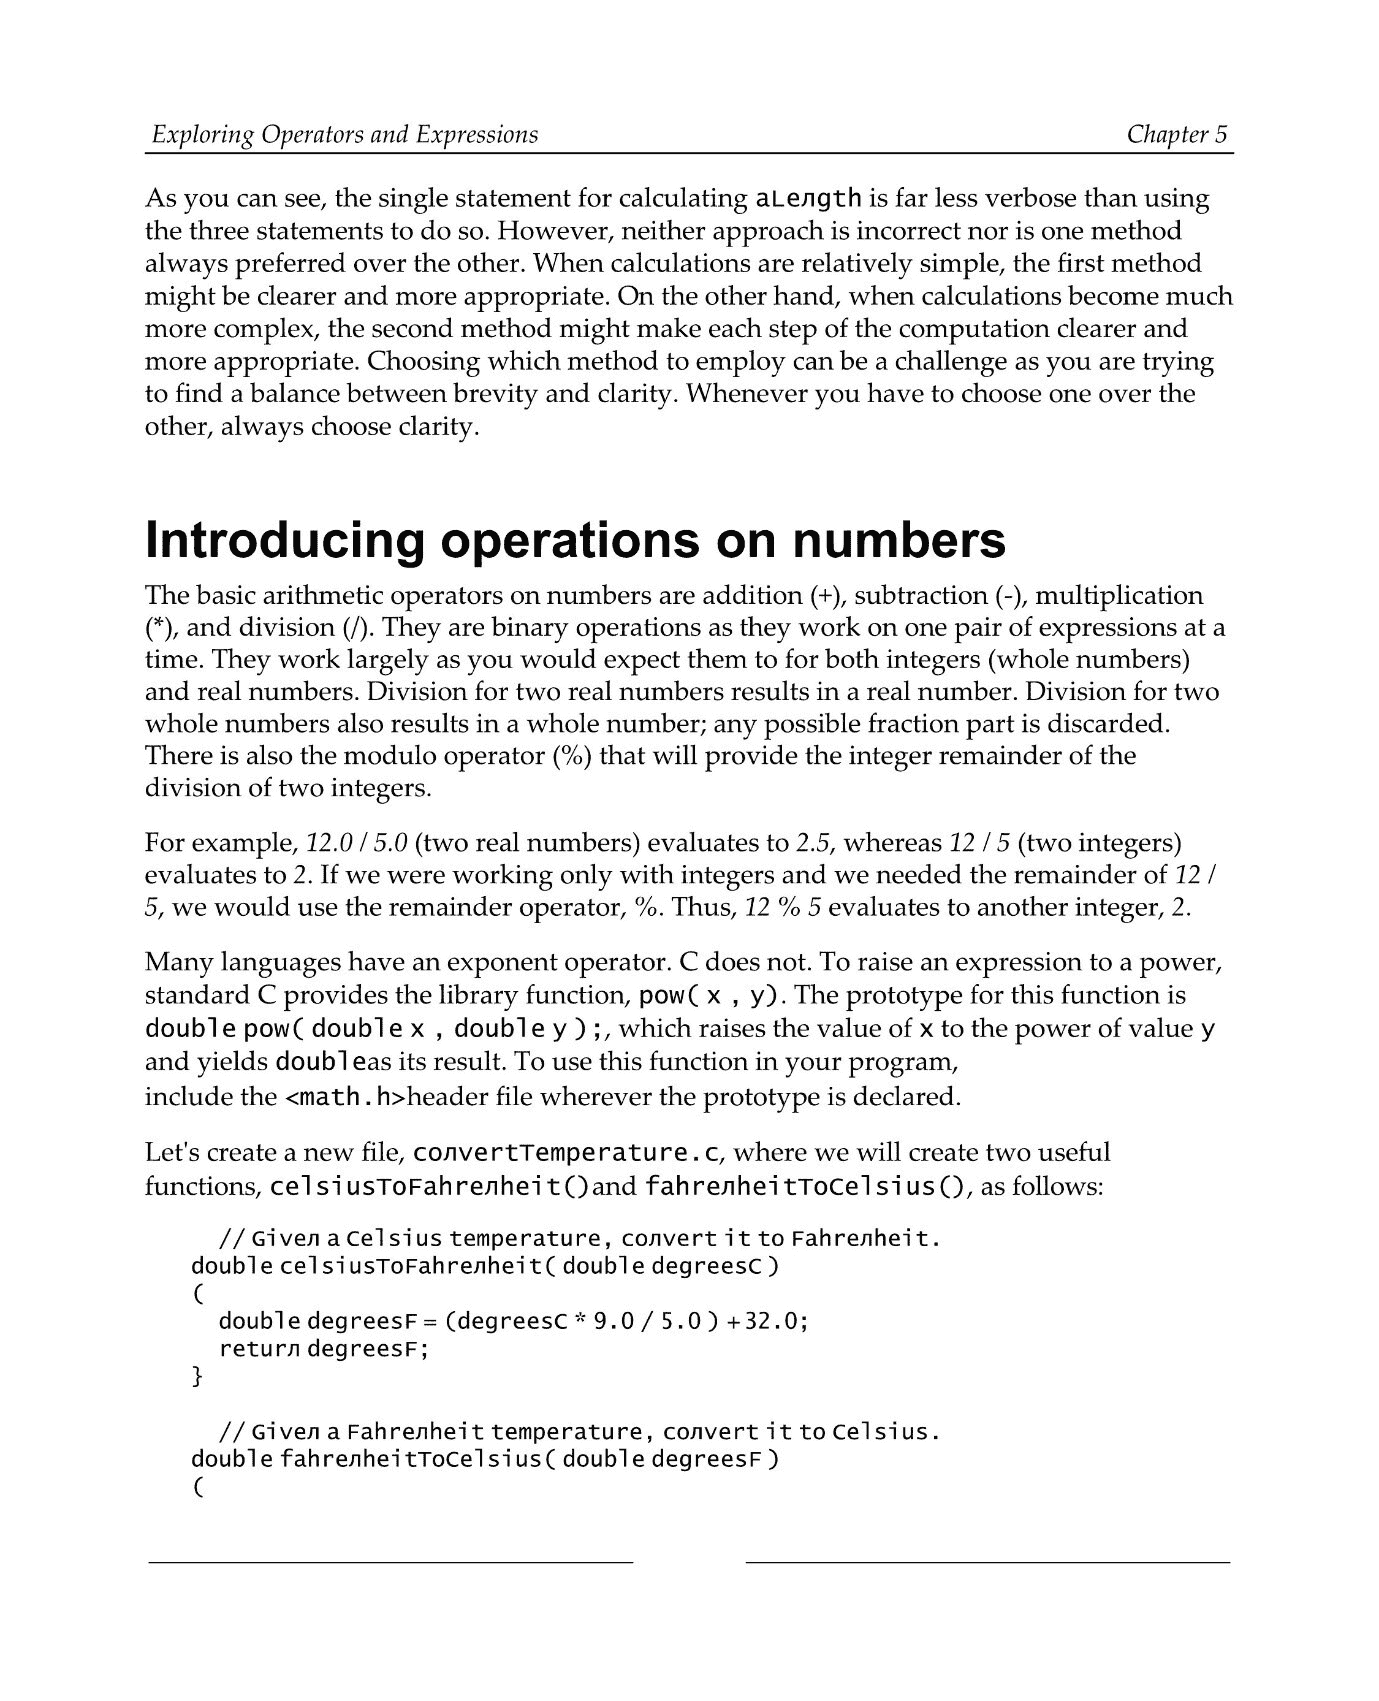 Exploring Operators and Expressions Chapter 5
As you can see, the single statement for calculating aLength is far less verbose than using
the three statements to do so. However, neither approach is incorrect nor is one method
always preferred over the other. When calculations are relatively simple, the first method
might be clearer and more appropriate. On the other hand, when calculations become much
more complex, the second method might make each step of the computation clearer and
more appropriate. Choosing which method to employ can be a challenge as you are trying
to find a balance between brevity and clarity. Whenever you have to choose one over the
other, always choose clarity.
Introducing operations on numbers
The basic arithmetic operators on numbers are addition (+), subtraction (-), multiplication
(*), and division (/). They are binary operations as they work on one pair of expressions at a
time. They work largely as you would expect them to for both integers (whole numbers)
and real numbers. Division for two real numbers results in a real number. Division for two
whole numbers also results in a whole number; any possible fraction part is discarded.
There is also the modulo operator (%) that will provide the integer remainder of the
division of two integers.
For example, 12.0 / 5.0 (two real numbers) evaluates to 2.5, whereas 12 / 5 (two integers)
evaluates to 2. If we were working only with integers and we needed the remainder of 12 /
5, we would use the remainder operator, %. Thus, 12 % 5 evaluates to another integer, 2.
Many languages have an exponent operator. C does not. To raise an expression to a power,
standard C provides the library function, pow( x , y). The prototype for this function is
double pow( double x , double y );, which raises the value of x to the power of value y
and yields doubleas its result. To use this function in your program,
include the <math.h>header file wherever the prototype is declared.
Let's create a new file, convertTemperature.c, where we will create two useful
functions, celsiusToFahrenheit()and fahrenheitToCelsius(), as follows:
// Given a Celsius temperature, convert it to Fahrenheit.
double celsiusToFahrenheit( double degreesC )
(
double degreesF = (degreesC * 9.0 / 5.0 ) +32.0;
return degreesF;
}
// Given a Fahrenheit temperature, convert it to Celsius.
double fahrenheitToCelsius( double degreesF )
(